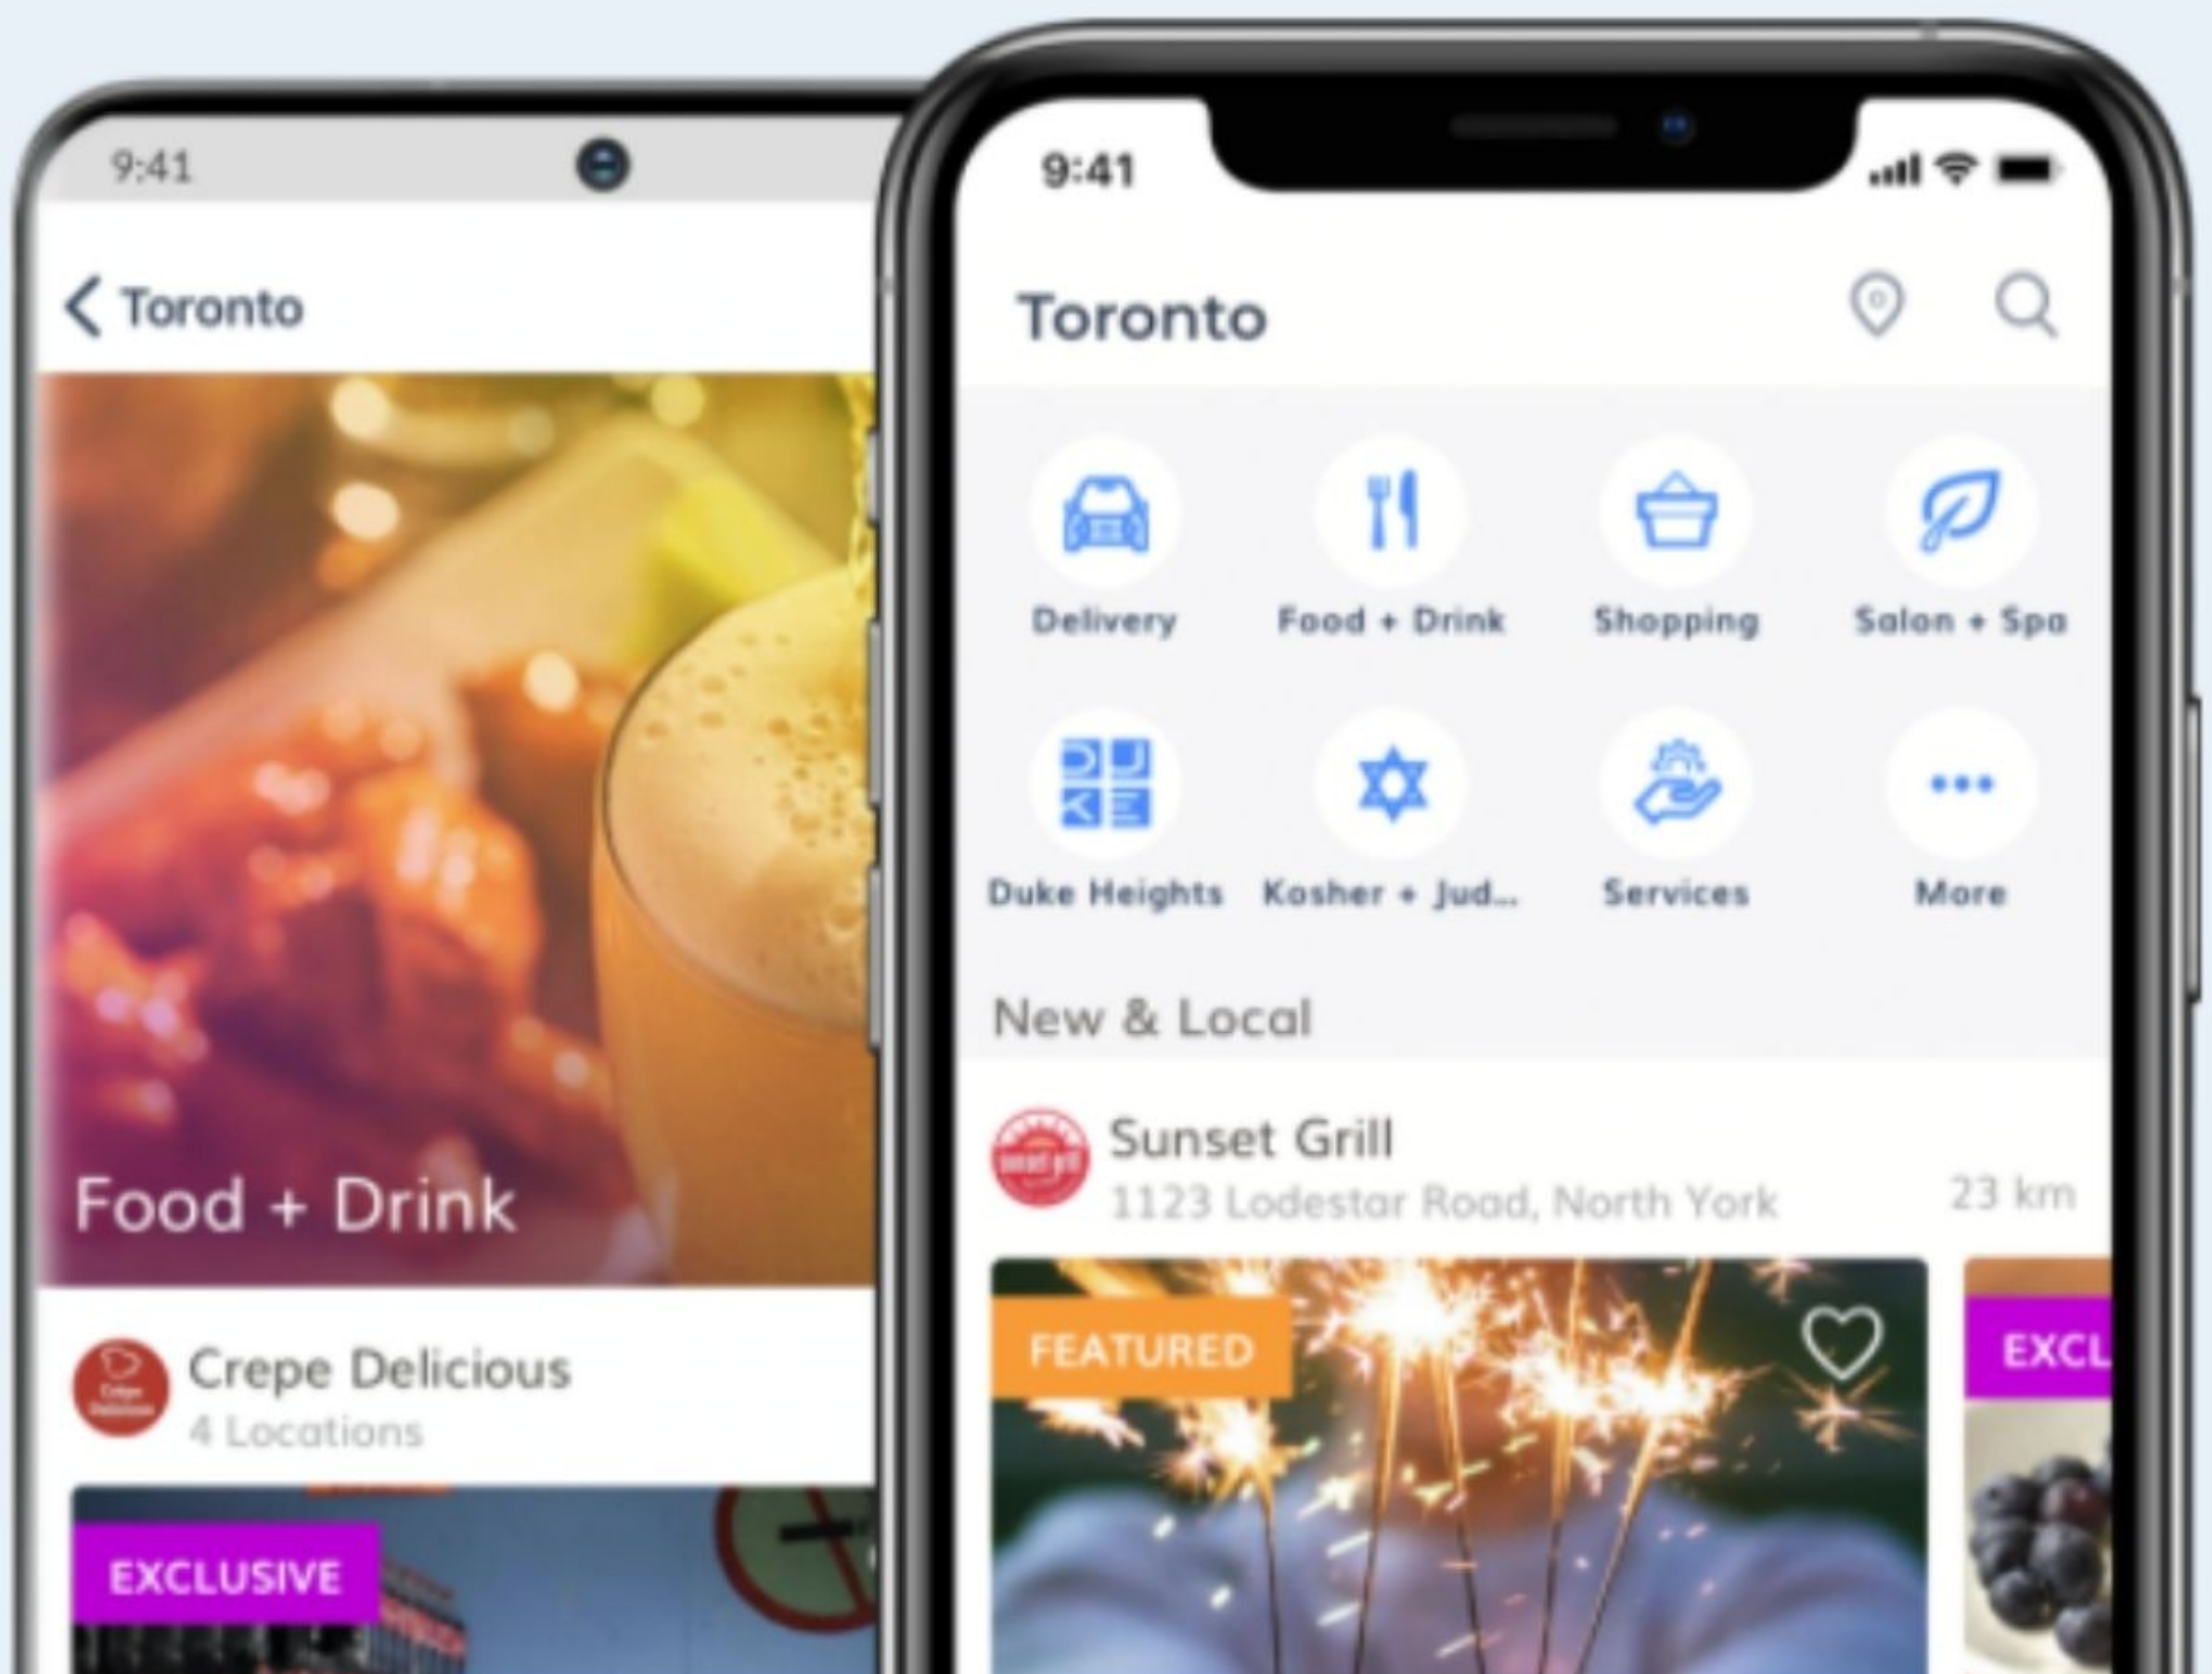 9:41
Toronto
Food + Drink
Crepe Delicious
4 Locations
EXCLUSIVE
9:41
Toronto
Delivery
Food + Drink
Shopping
Salon + Spa
DUKE
Duke Heights
Kosher + Jud...
Services
More
New & Local
Sunset Grill
1123 Lodestar Road, North York
23 km
FEATURED
EXCL